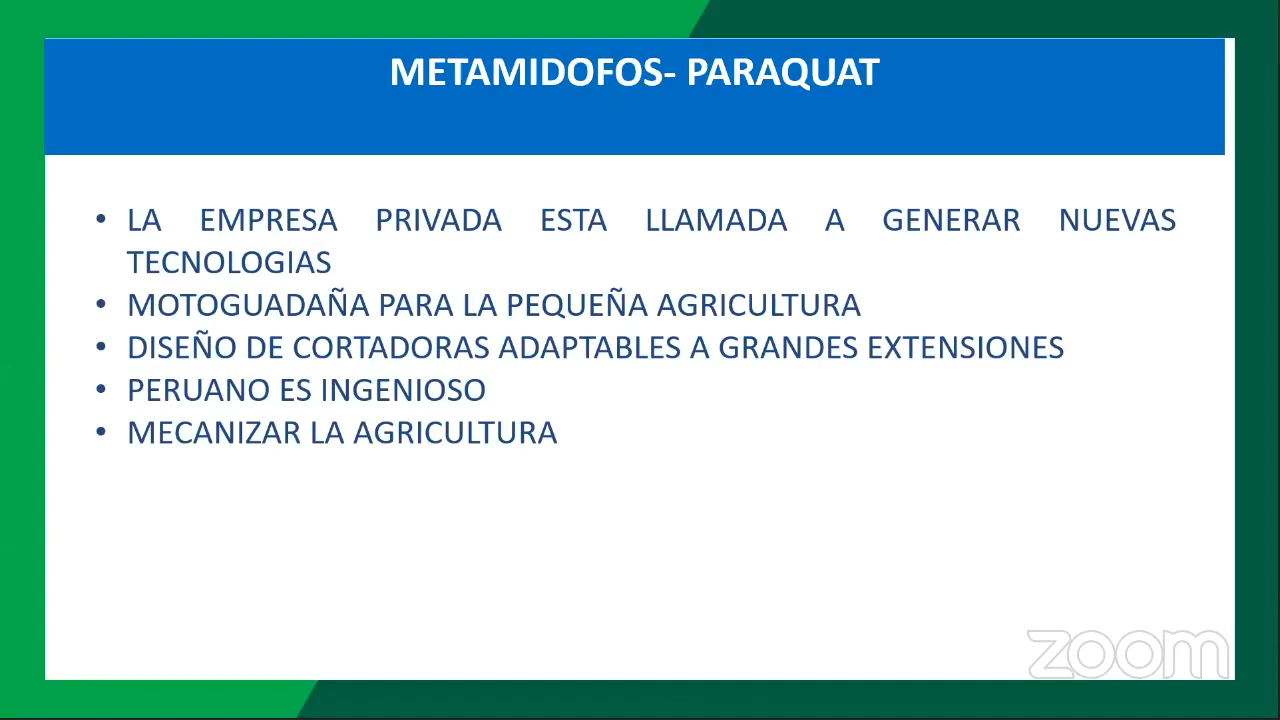 METAMIDOFOS- PARAQUAT
• LA EMPRESA PRIVADA ESTA LLAMADA A GENERAR NUEVAS
TECNOLOGIAS
• MOTOGUADAÑA PARA LA PEQUEÑA AGRICULTURA
• DISEÑO DE CORTADORAS ADAPTABLES A GRANDES EXTENSIONES
• PERUANO ES INGENIOSO
• MECANIZAR LA AGRICULTURA
zoom